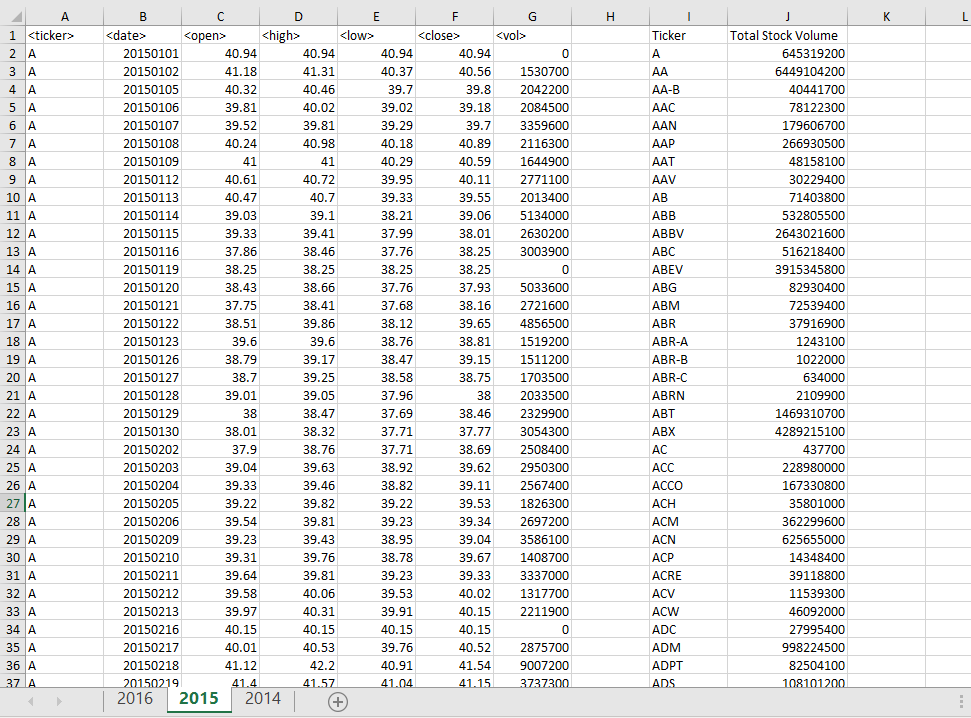 A B C D E F G H I J K L
1 <ticker> <date> <open> <high> <low> <close> <vol> Ticker Total Stock Volume
2 A 20150101 40.94 40.94 40.94 40.94 0 A 645319200
3 A 20150102 41.18 41.31 40.37 40.56 1530700 AA 6449104200
4 A 20150105 40.32 40.46 39.7 39.8 2042200 AA-B 40441700
5 A 20150106 39.81 40.02 39.02 39.18 2084500 AAC 78122300
6 A 20150107 39.52 39.81 39.29 39.7 3359600 AAN 179606700
7 A 20150108 40.24 40.98 40.18 40.89 2116300 AAP 266930500
8 A 20150109 41 41 40.29 40.59 1644900 AAT 48158100
9 A 20150112 40.61 40.72 39.95 40.11 2771100 AAV 30229400
10 A 20150113 40.47 40.7 39.33 39.55 2013400 AB 71403800
11 A 20150114 39.03 39.1 38.21 39.06 5134000 ABB 532805500
12 A 20150115 39.33 39.41 37.99 38.01 2630200 ABBV 2643021600
13 A 20150116 37.86 38.46 37.76 38.25 3003900 ABC 516218400
14 A 20150119 38.25 38.25 38.25 38.25 0 ABEV 3915345800
15 A 20150120 38.43 38.66 37.76 37.93 5033600 ABG 82930400
16 A 20150121 37.75 38.41 37.68 38.16 2721600 ABM 72539400
17 A 20150122 38.51 39.86 38.12 39.65 4856500 ABR 37916900
18 A 20150123 39.6 39.6 38.76 38.81 1519200 ABR-A 1243100
19 A 20150126 38.79 39.17 38.47 39.15 1511200 ABR-B 1022000
20 A 20150127 38.7 39.25 38.58 38.75 1703500 ABR-C 634000
21 A 20150128 39.01 39.05 37.96 38 2033500 ABRN 2109900
22 A 20150129 38 38.47 37.69 38.46 2329900 ABT 1469310700
23 A 20150130 38.01 38.32 37.71 37.77 3054300 ABX 4289215100
24 A 20150202 37.9 38.76 37.71 38.69 2508400 AC 437700
25 A 20150203 39.04 39.63 38.92 39.62 2950300 ACC 228980000
26 A 20150204 39.33 39.46 38.82 39.11 2567400 ACCO 167330800
27 A 20150205 39.22 39.82 39.22 39.53 1826300 ACH 35801000
28 A 20150206 39.54 39.81 39.23 39.34 2697200 ACM 362299600
29 A 20150209 39.23 39.43 38.95 39.04 3586100 ACN 625655000
30 A 20150210 39.31 39.76 38.78 39.67 1408700 ACP 14348400
31 A 20150211 39.64 39.81 39.23 39.33 3337000 ACRE 39118800
32 A 20150212 39.58 40.06 39.53 40.02 1317700 ACV 11539300
33 A 20150213 39.97 40.31 39.91 40.15 2211900 ACW 46092000
34 A 20150216 40.15 40.15 40.15 40.15 0 ADC 27995400
35 A 20150217 40.01 40.53 39.76 40.52 2875700 ADM 998224500
36 A 20150218 41.12 42.2 40.91 41.54 9007200 ADPT 82504100
37 A 20150219 41.4 41.57 41.04 41.15 3737300 ADS 108101200
2016 2015 2014